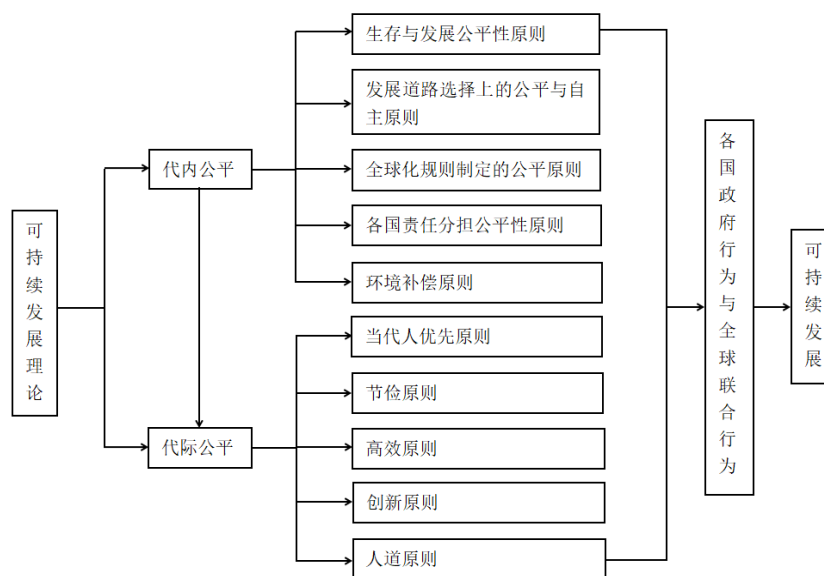 可持续发展理论
代内公平
代际公平
生存与发展公平性原则
发展道路选择上的公平与自
主原则
全球化规则制定的公平原则
各国责任分担公平性原则
环境补偿原则
当代人优先原则
节俭原则
高效原则
创新原则
人道原则
各国政府行为与全球联合行为
可持续发展